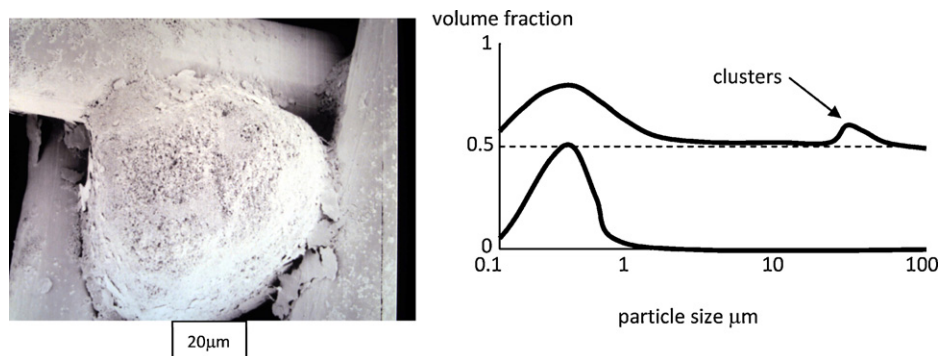 20μm
volume fraction
1
clusters
0.5
0
0.1 1 10 100
particle size μm